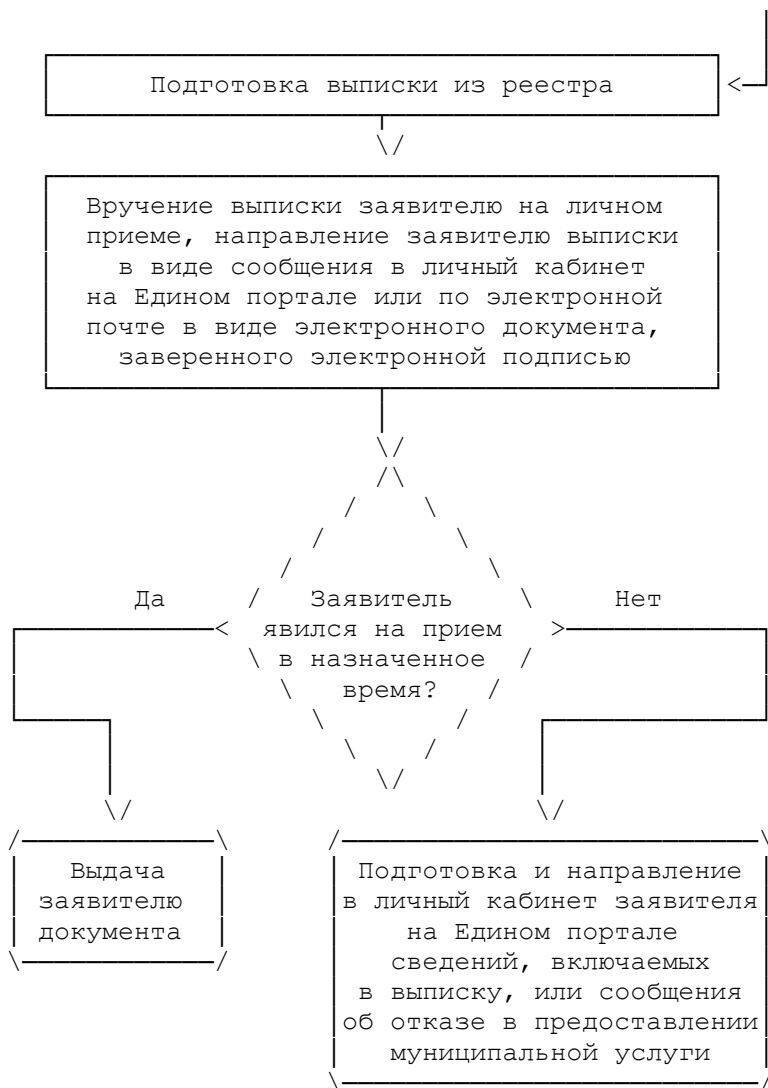 Подготовка выписки из реестра
Вручение выписки заявителю на личном
приеме, направление заявителю выписки
в виде сообщения в личный кабинет
на Едином портале или по электронной
почте в виде электронного документа,
заверенного электронной подписью
Да
Заявитель
явился на прием
в назначенное
время?
Нет
Выдача
заявителю
документа
Подготовка и направление
в личный кабинет заявителя
на Едином портале
сведений, включаемых
в выписку, или сообщения
об отказе в предоставлении
муниципальной услуги